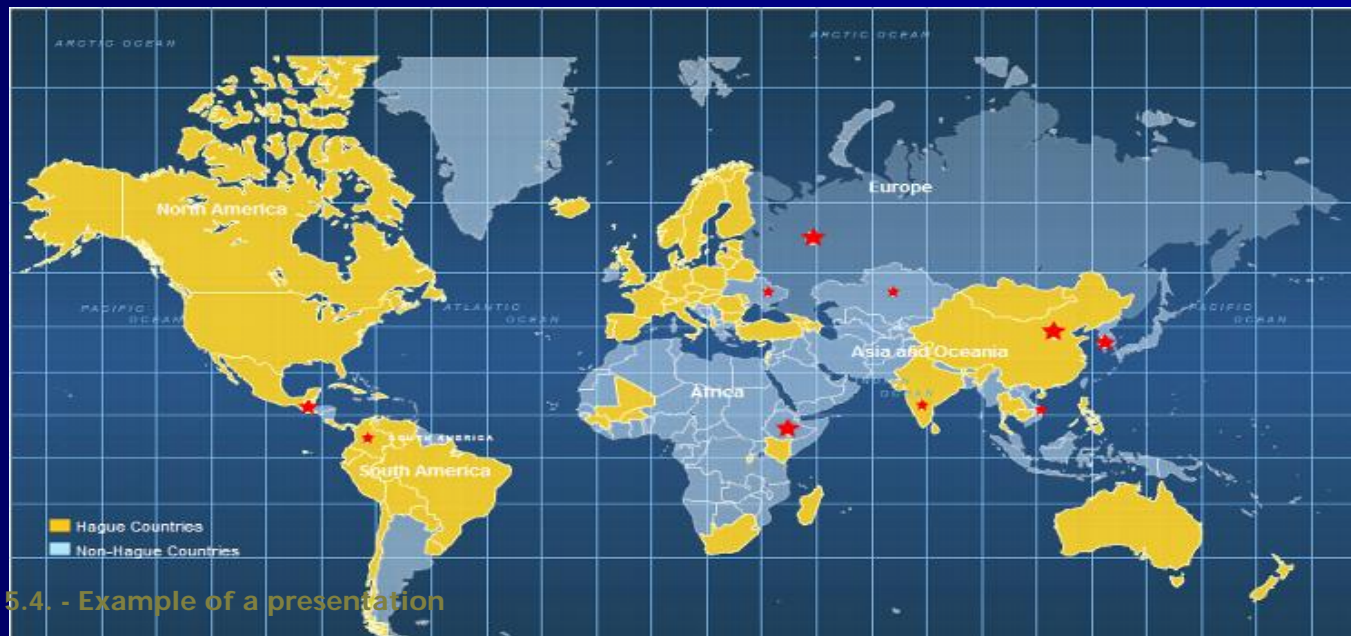 ARCTIC OCEAN
ARCTIC OCEAN
Europe
North America
PACIFIC
OCEAN
ATLANTIC
OCEAN
PACIFIC
OCEAN
Asia and Oceania
Africa
OCEAN
SOUTH AMERICA
South America
Hague Countries
Non-Hague Countries
5.4. - Example of a presentation